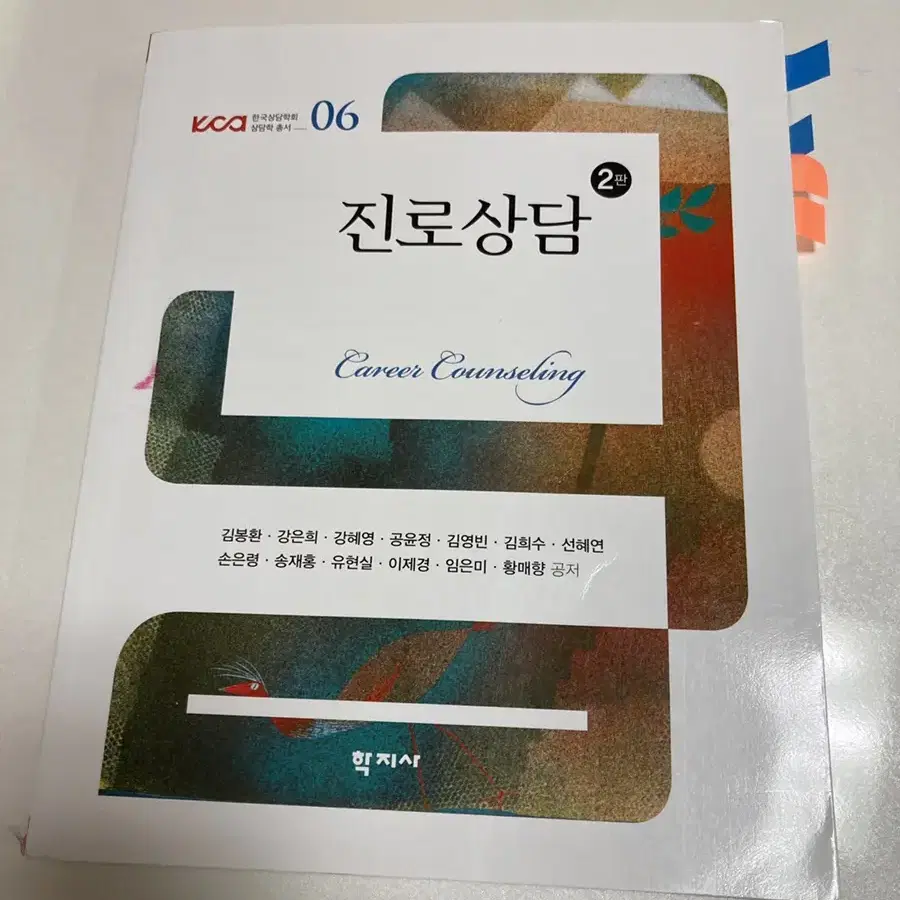 KCA 한국상담학회
상담학 총서 06
2판
진로상담
Career Counseling
김봉환 · 강은희 · 강혜영 · 공윤정 · 김영빈 · 김희수 · 선혜연
손은령 · 송재홍 · 유현실 · 이제경 · 임은미 · 황매향 공저
학지사